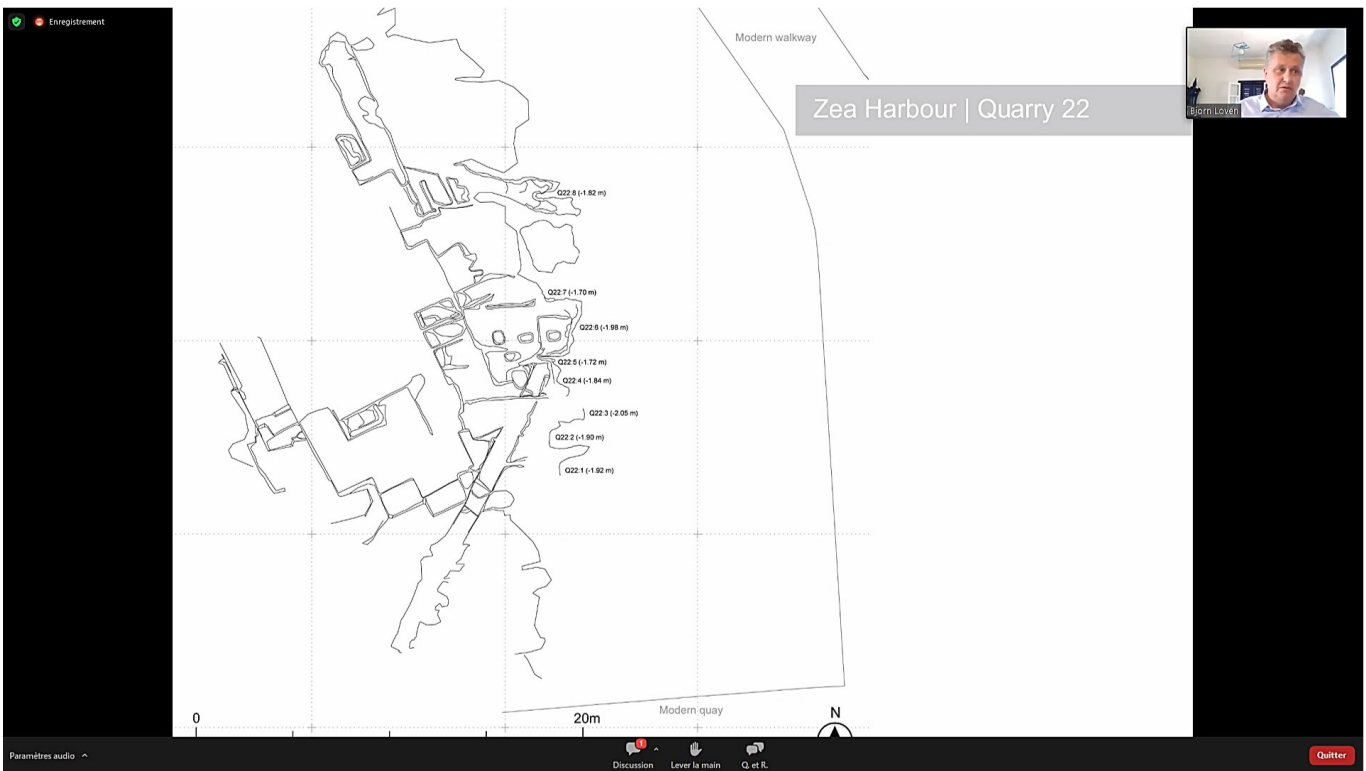 Enregistrement
Modern walkway
Zea Harbour | Quarry 22
Bjørn Lovén
Q22:8 (-1.82 m)
Q22:7 (-1.70 m)
Q22:6 (-1.98 m)
Q22:5 (-1.72 m)
Q22:4 (-1.84 m)
Q22:3 (-2.05 m)
Q22:2 (-1.90 m)
Q22:1 (-1.92 m)
Modern quay
0
20m
N
Paramètres audio
1
Discussion
Lever la main
Q. et R.
Quitter